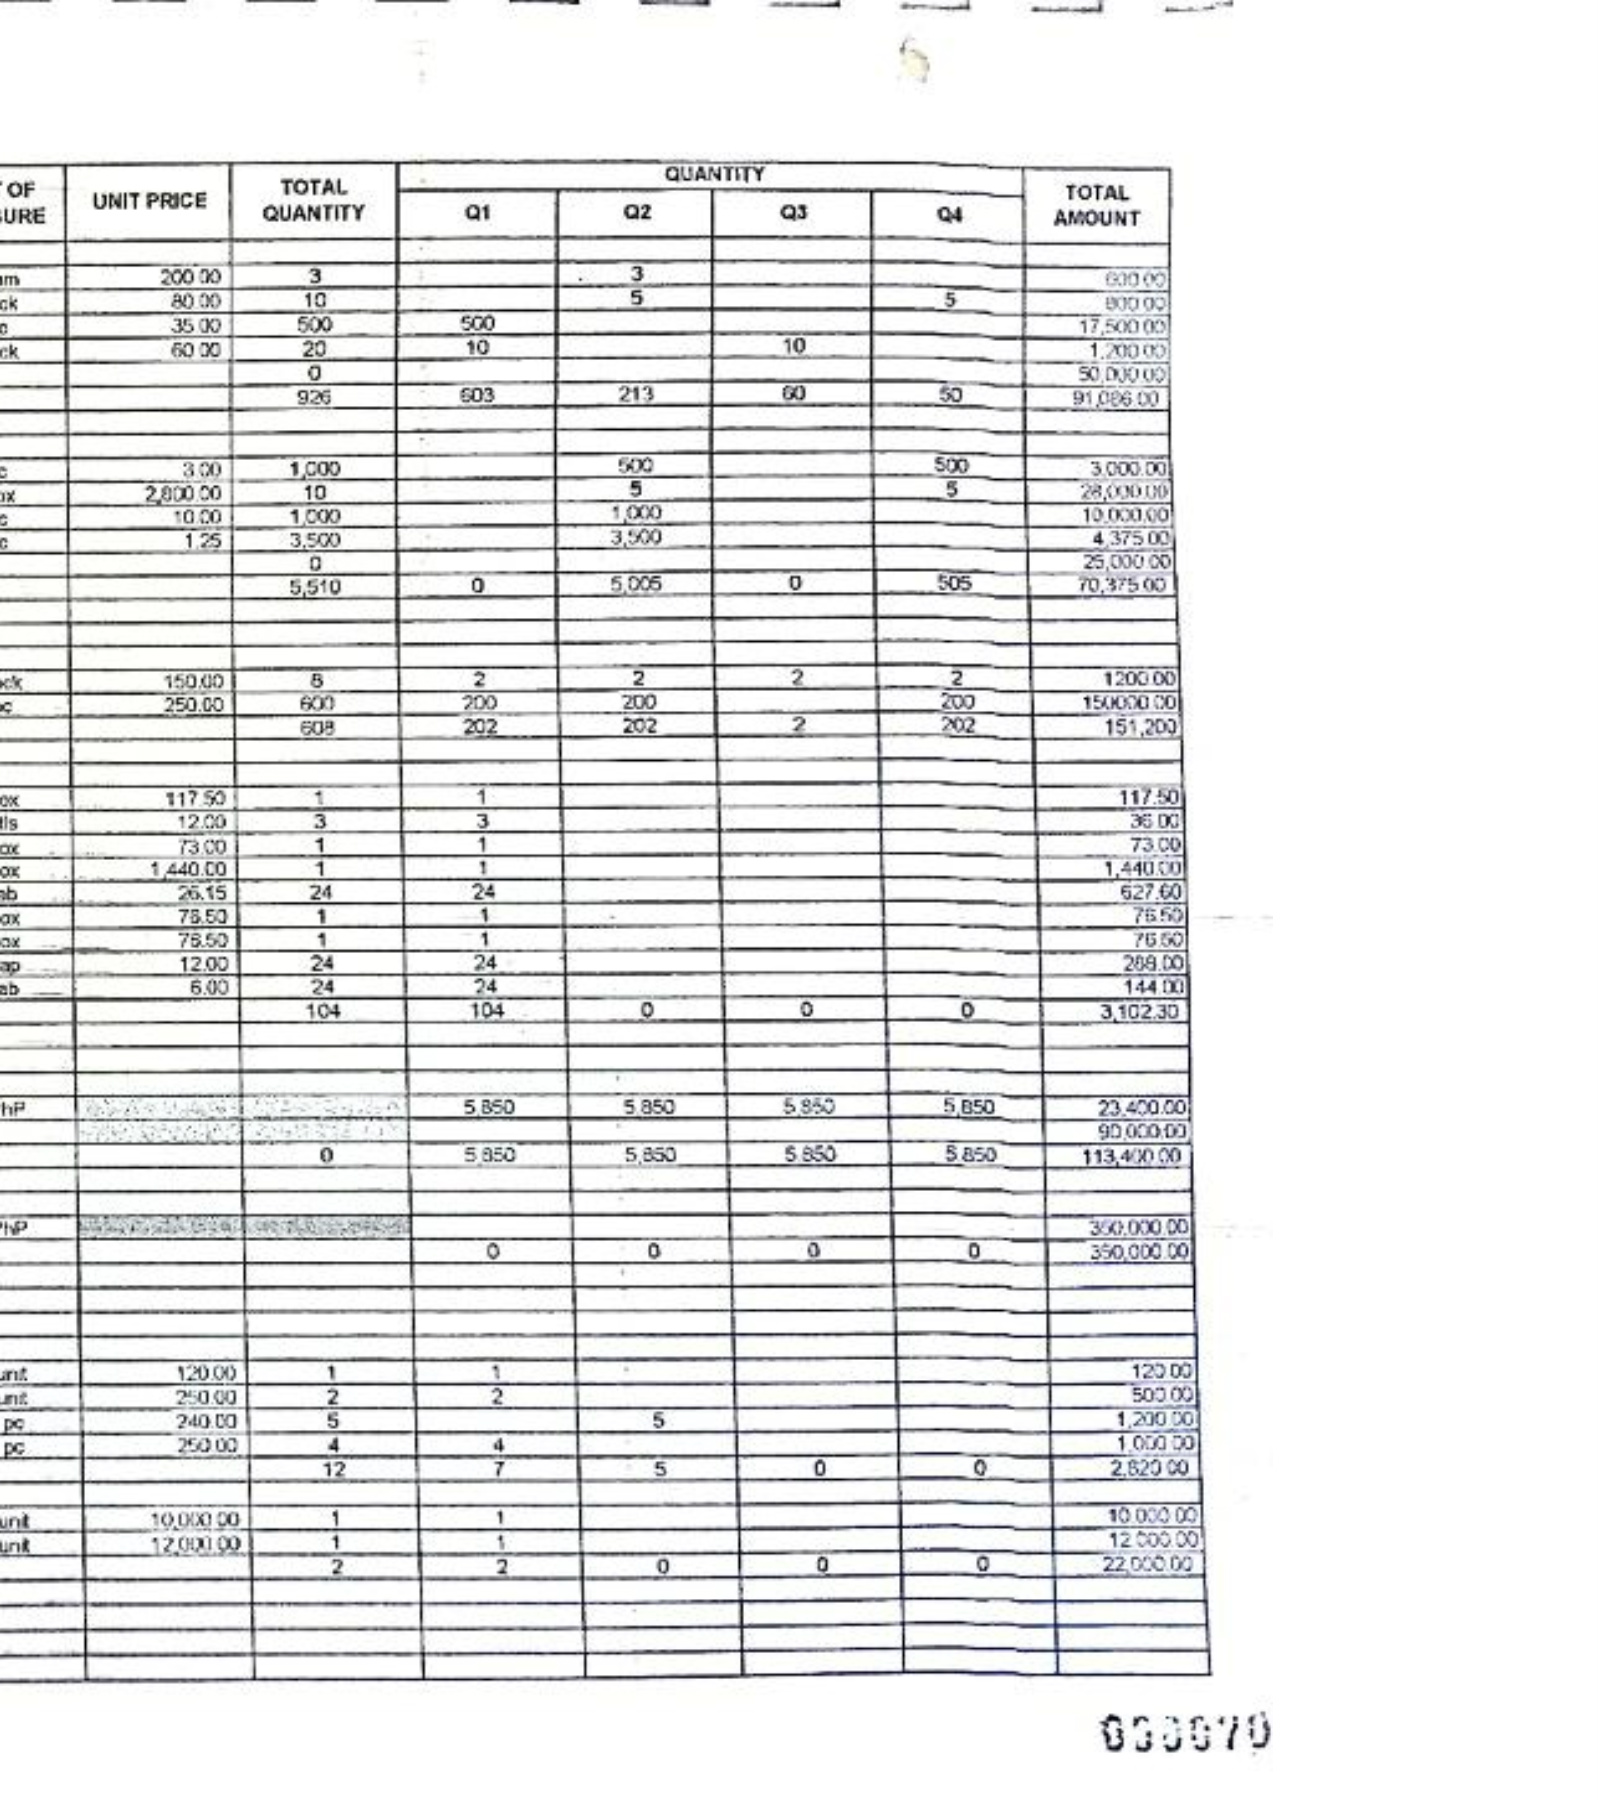 OF UNIT PRICE TOTAL QUANTITY QUANTITY TOTAL AMOUNT
SURE Q1 Q2 Q3 Q4
200.00 3 3 600.00
ck 80.00 10 5 5 800.00
c 35.00 500 500 17,500.00
ck 60.00 20 10 10 1,200.00
0 50,000.00
926 603 213 60 50 91,086.00
c 3.00 1,000 500 500 3,000.00
ox 2,800.00 10 5 5 28,000.00
c 10.00 1,000 1,000 10,000.00
c 1.25 3,500 3,500 4,375.00
0 25,000.00
5,510 0 5,005 0 505 70,375.00
ck 150.00 8 2 2 2 2 1200.00
c 250.00 600 200 200 200 150000.00
608 202 202 2 202 151,200
ox 117.50 1 1 117.50
tls 12.00 3 3 36.00
ox 73.00 1 1 73.00
ox 1,440.00 1 1 1,440.00
ab 26.15 24 24 627.60
ox 76.50 1 1 76.50
ox 76.50 1 1 76.50
ap 12.00 24 24 288.00
ab 6.00 24 24 144.00
104 104 0 0 0 3,102.30
hP 5,850 5,850 5,850 5,850 23,400.00
90,000.00
0 5,850 5,850 5,850 5,850 113,400.00
PhP 350,000.00
0 0 0 0 350,000.00
unit 120.00 1 1 120.00
unit 250.00 2 2 500.00
pc 240.00 5 5 1,200.00
pc 250.00 4 4 1,000.00
12 7 5 0 0 2,820.00
unit 10,000.00 1 1 10,000.00
unit 12,000.00 1 1 12,000.00
2 2 0 0 0 22,000.00